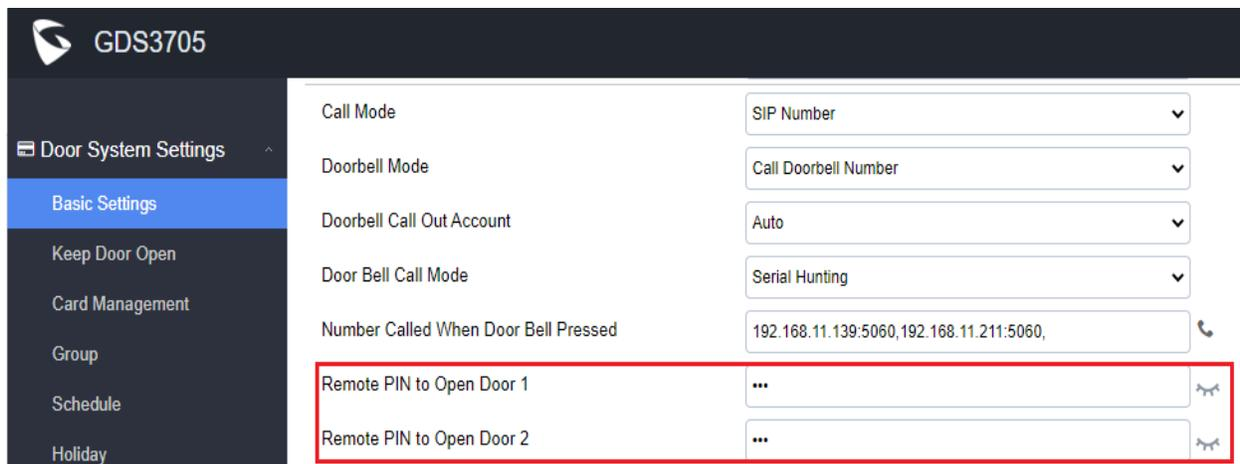 GDS3705
Door System Settings
Basic Settings
Keep Door Open
Card Management
Group
Schedule
Holiday
Call Mode SIP Number
Doorbell Mode Call Doorbell Number
Doorbell Call Out Account Auto
Door Bell Call Mode Serial Hunting
Number Called When Door Bell Pressed 192.168.11.139:5060,192.168.11.211:5060,
Remote PIN to Open Door 1 •••
Remote PIN to Open Door 2 •••